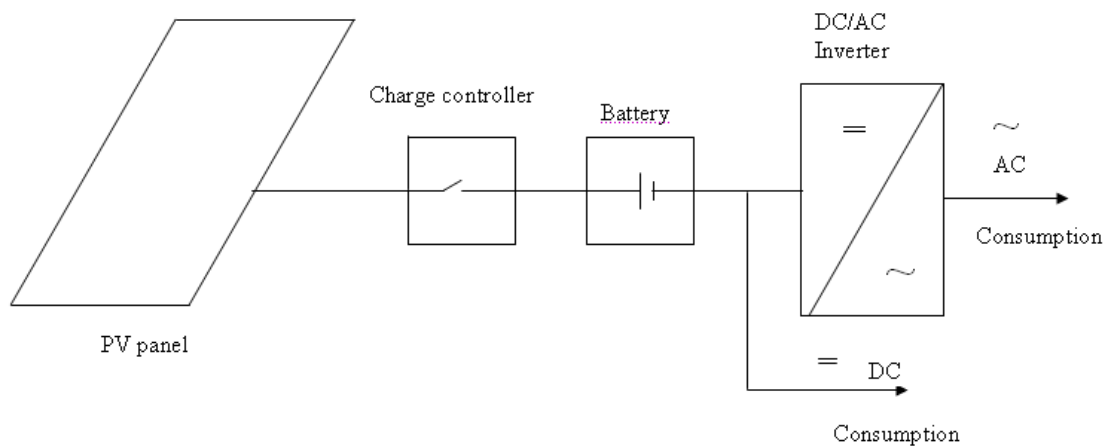 DC/AC
Inverter
Charge controller
Battery
=
~
AC
Consumption
~
PV panel
= DC
Consumption